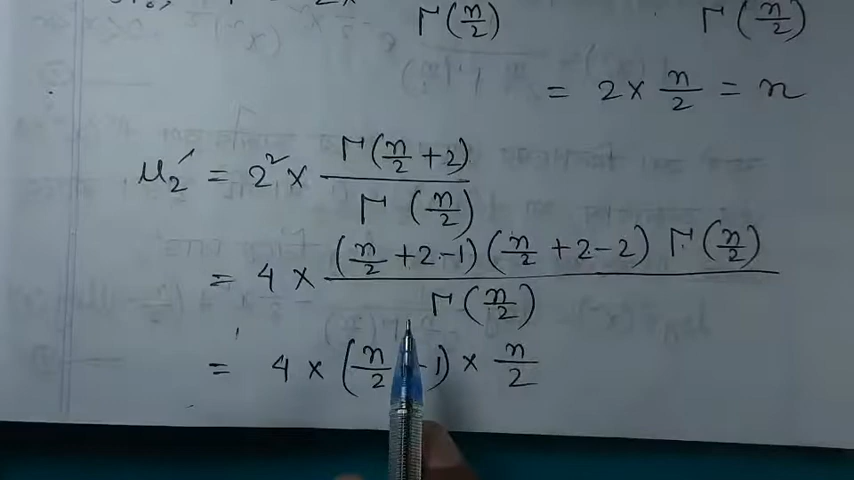 Γ(n/2) Γ(n/2)
= 2 × n/2 = n
μ₂′ = 2² × Γ(n/2 + 2) / Γ(n/2)
= 4 × (n/2 + 2 - 1) (n/2 + 2 - 2) Γ(n/2) / Γ(n/2)
= 4 × (n/2 - 1) × n/2